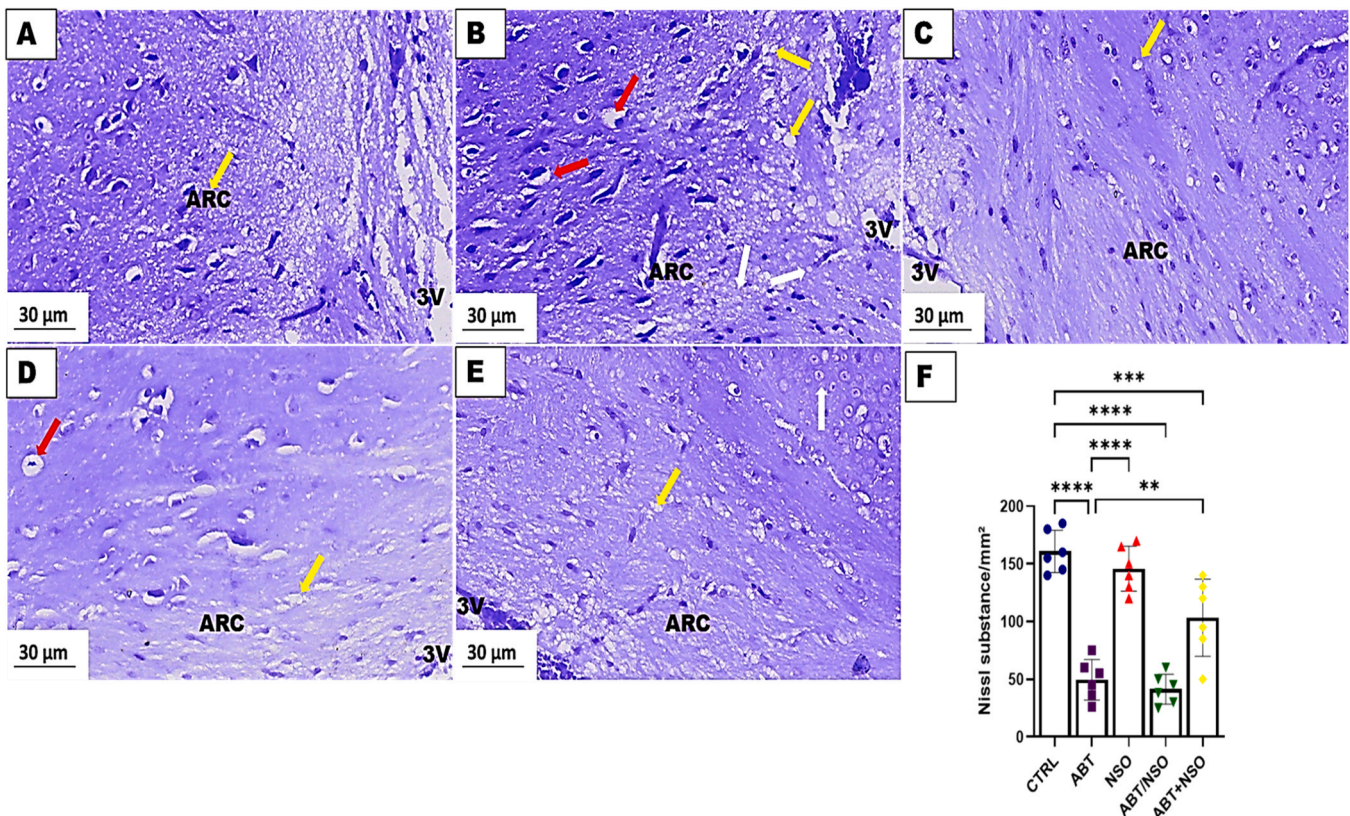 A
ARC
3V
30 µm
B
ARC
3V
30 µm
C
ARC
3V
30 µm
D
ARC
3V
30 µm
E
3V
ARC
30 µm
F
***
****
****
****
**
Nissl substance/mm²
200
150
100
50
0
CTRL
ABT
NSO
ABT/NSO
ABT+NSO